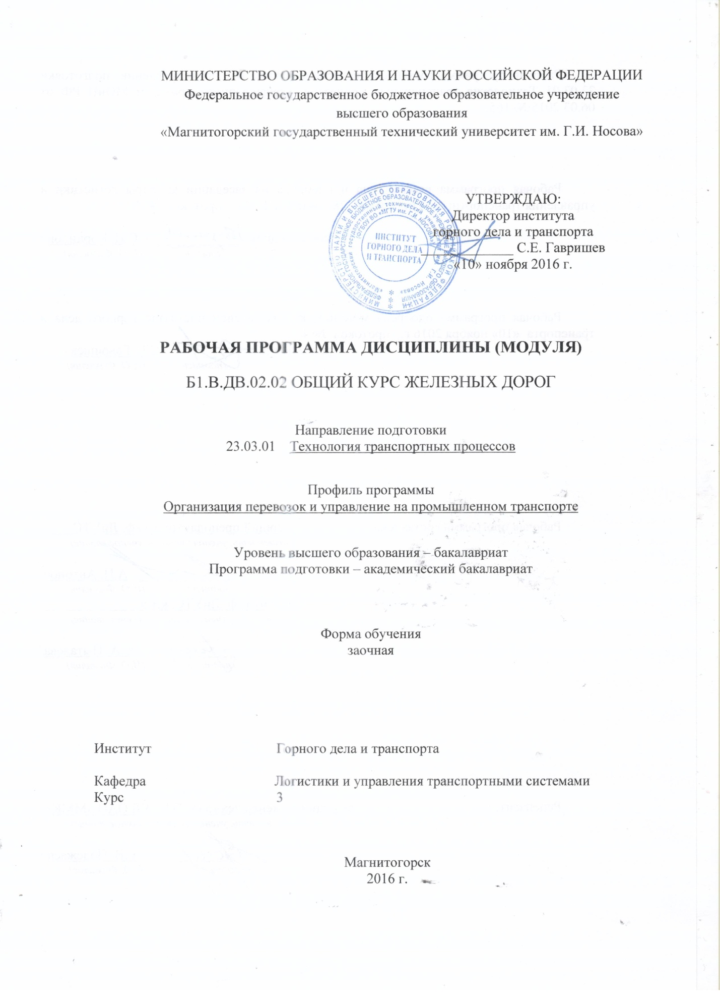 МИНИСТЕРСТВО ОБРАЗОВАНИЯ И НАУКИ РОССИЙСКОЙ ФЕДЕРАЦИИ
Федеральное государственное бюджетное образовательное учреждение
высшего образования
«Магнитогорский государственный технический университет им. Г.И. Носова»
УТВЕРЖДАЮ:
Директор института
горного дела и транспорта
С.Е. Гавришев
«10» ноября 2016 г.
ИНСТИТУТ
ГОРНОГО ДЕЛА
И ТРАНСПОРТА
РАБОЧАЯ ПРОГРАММА ДИСЦИПЛИНЫ (МОДУЛЯ)
Б1.В.ДВ.02.02 ОБЩИЙ КУРС ЖЕЛЕЗНЫХ ДОРОГ
Направление подготовки
23.03.01 Технология транспортных процессов
Профиль программы
Организация перевозок и управление на промышленном транспорте
Уровень высшего образования – бакалавриат
Программа подготовки – академический бакалавриат
Форма обучения
заочная
Институт Горного дела и транспорта
Кафедра Логистики и управления транспортными системами
Курс 3
Магнитогорск
2016 г.